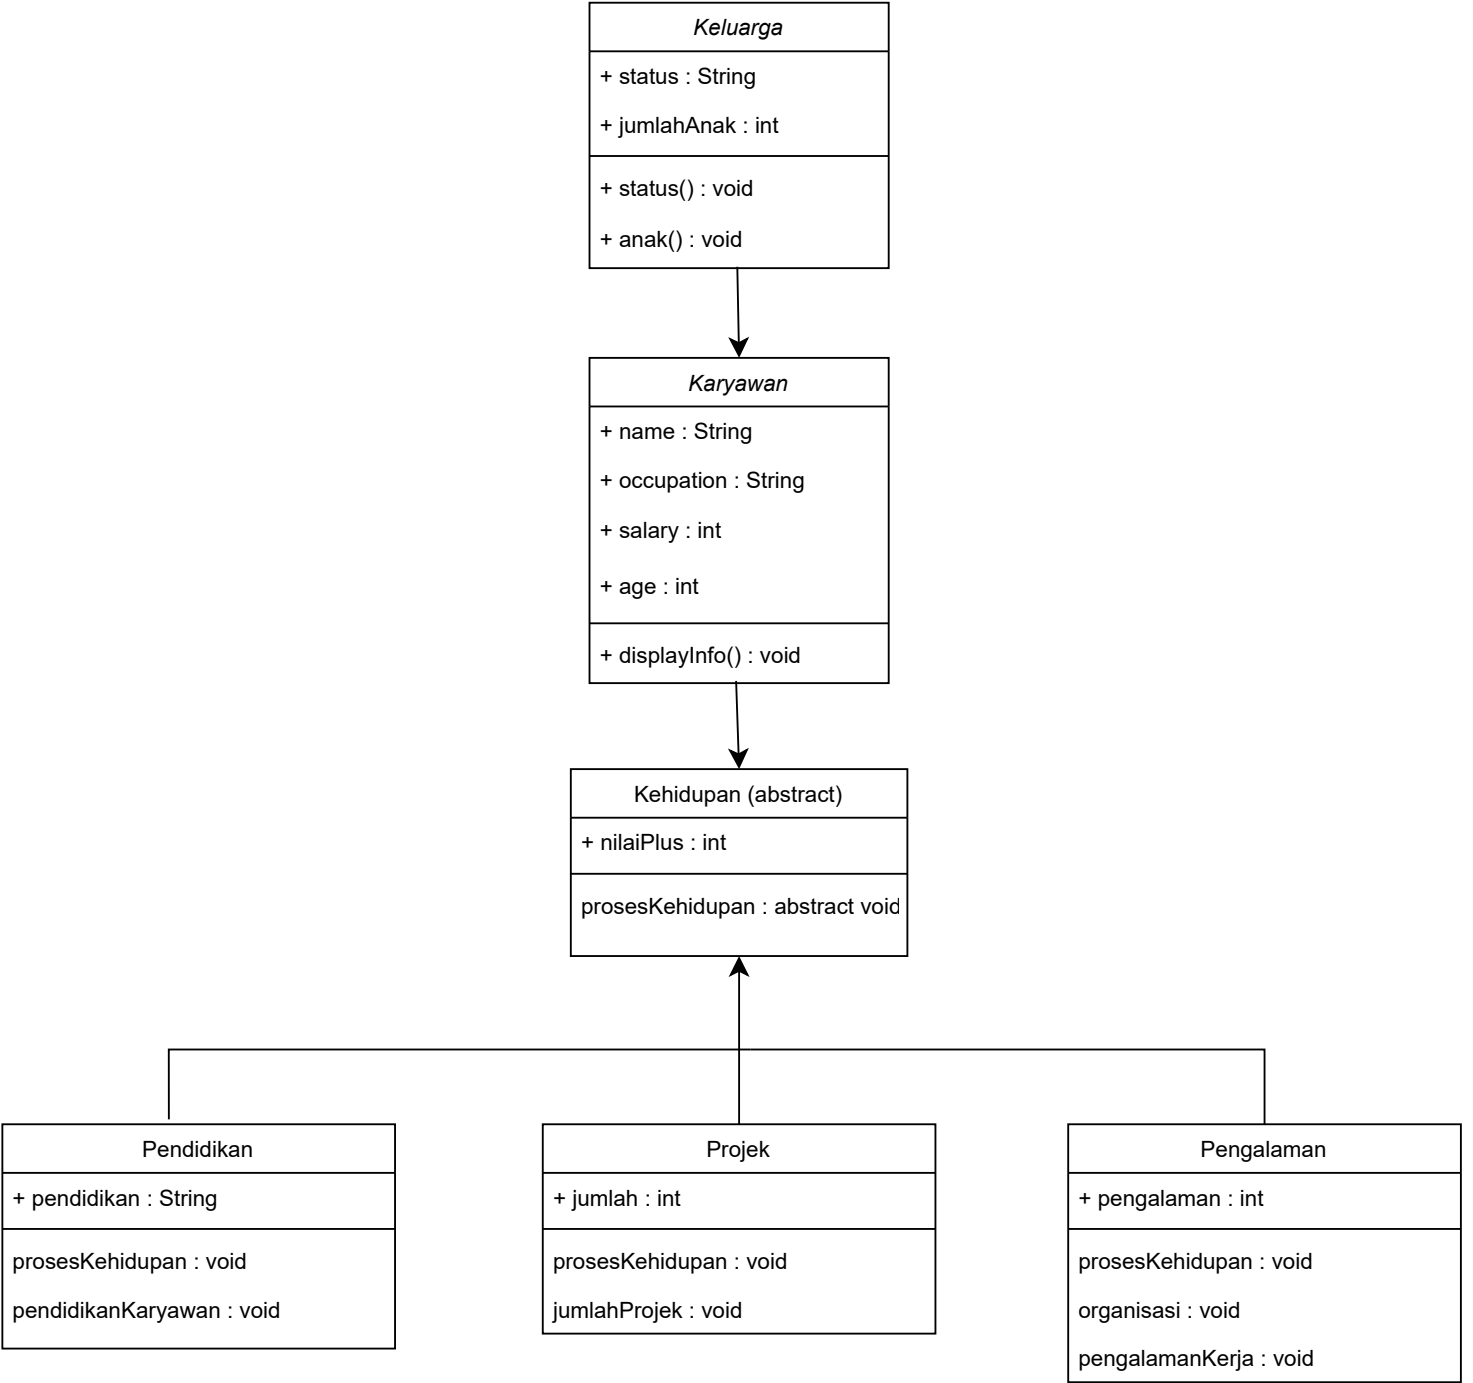 Keluarga
+ status : String
+ jumlahAnak : int
+ status() : void
+ anak() : void
Karyawan
+ name : String
+ occupation : String
+ salary : int
+ age : int
+ displayInfo() : void
Kehidupan (abstract)
+ nilaiPlus : int
prosesKehidupan : abstract void
Pendidikan
+ pendidikan : String
prosesKehidupan : void
pendidikanKaryawan : void
Projek
+ jumlah : int
prosesKehidupan : void
jumlahProjek : void
Pengalaman
+ pengalaman : int
prosesKehidupan : void
organisasi : void
pengalamanKerja : void